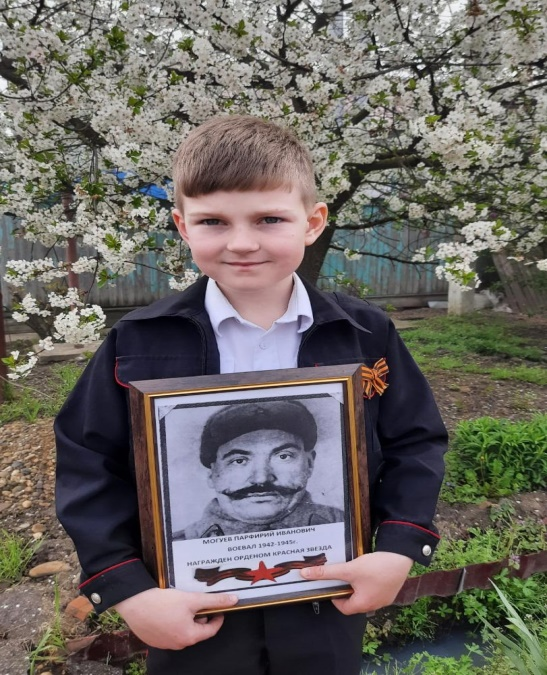 МОГУЕВ ПАРФИРИЙ ИВАНОВИЧ
ВОЕВАЛ 1942-1945г.
НАГРАЖДЕН ОРДЕНОМ КРАСНАЯ ЗВЕЗДА